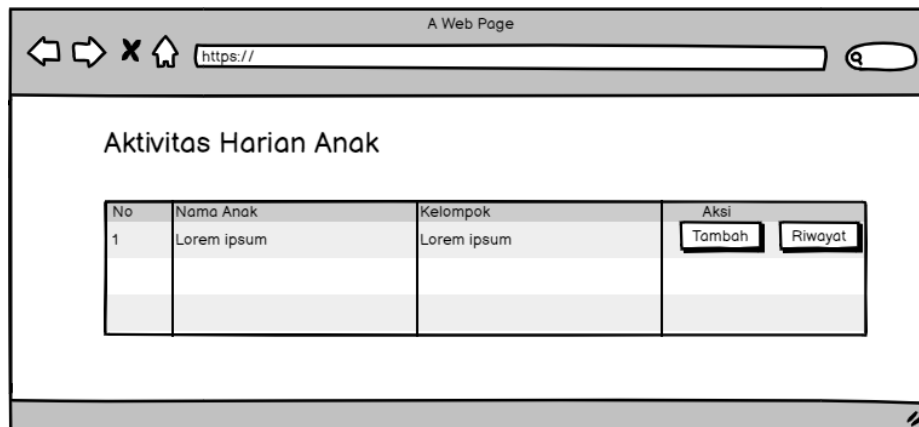 A Web Page
https://
Aktivitas Harian Anak
No Nama Anak Kelompok Aksi
1 Lorem ipsum Lorem ipsum Tambah Riwayat